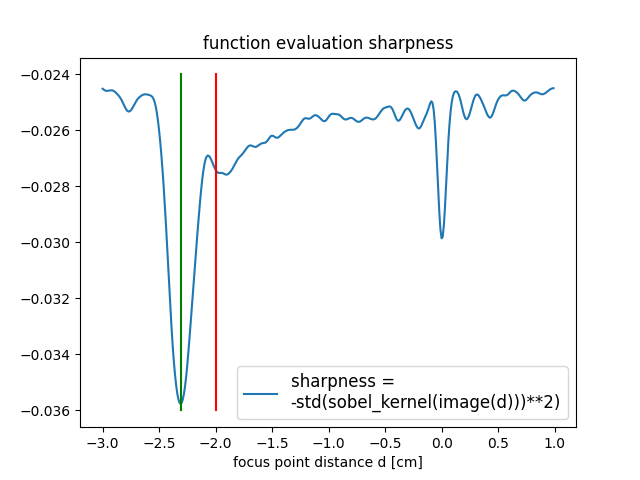 function evaluation sharpness
−0.024
−0.026
−0.028
−0.030
−0.032
−0.034
−0.036
sharpness =
-std(sobel_kernel(image(d)))**2)
−3.0 −2.5 −2.0 −1.5 −1.0 −0.5 0.0 0.5 1.0
focus point distance d [cm]